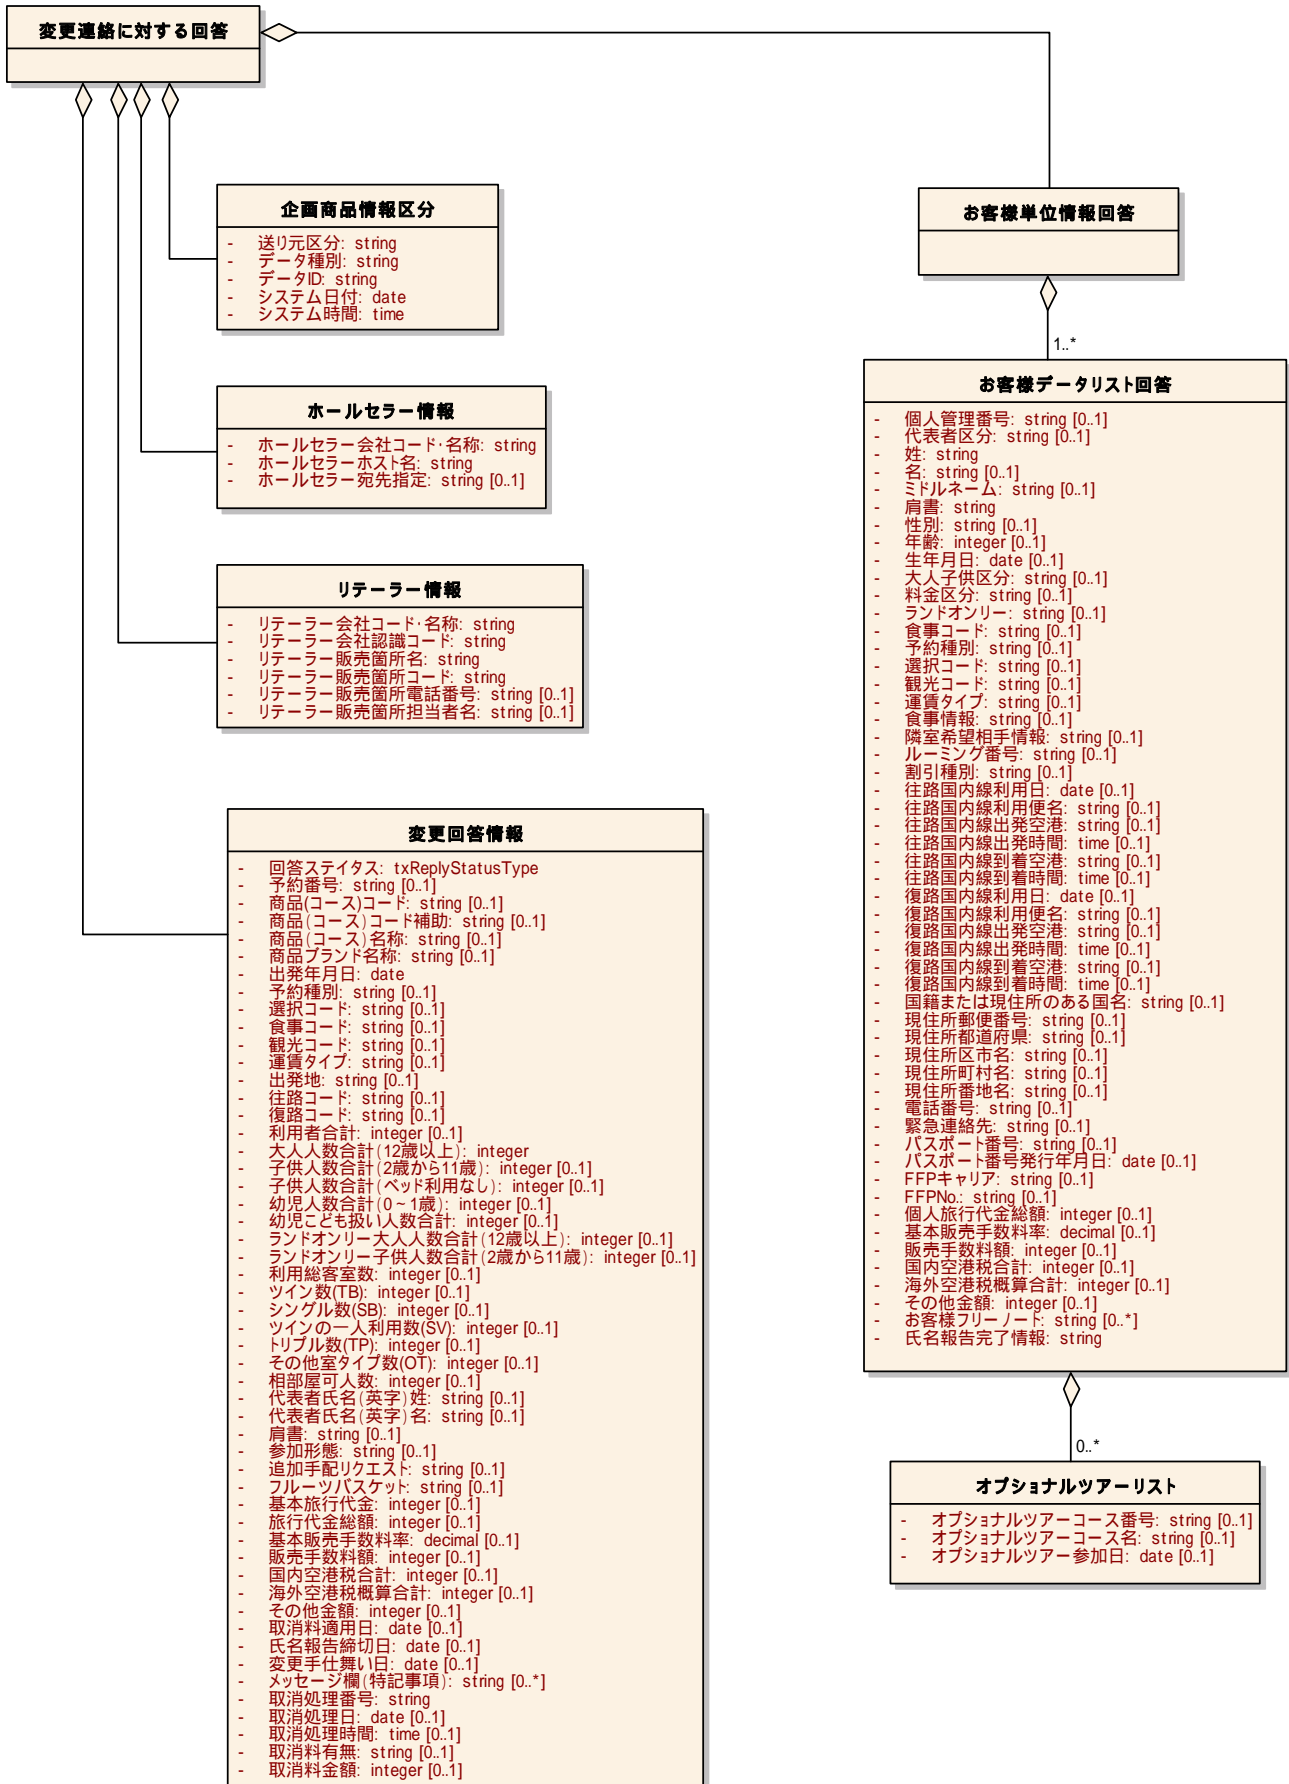 変更連絡に対する回答
企画商品情報区分
- 送り元区分: string
- データ種別: string
- データID: string
- システム日付: date
- システム時間: time
ホールセラー情報
- ホールセラー会社コード・名称: string
- ホールセラーホスト名: string
- ホールセラー宛先指定: string [0..1]
リテーラー情報
- リテーラー会社コード・名称: string
- リテーラー会社認識コード: string
- リテーラー販売箇所名: string
- リテーラー販売箇所コード: string
- リテーラー販売箇所電話番号: string [0..1]
- リテーラー販売箇所担当者名: string [0..1]
変更回答情報
- 回答ステイタス: txReplyStatusType
- 予約番号: string [0..1]
- 商品(コース)コード: string [0..1]
- 商品(コース)コード補助: string [0..1]
- 商品(コース)名称: string [0..1]
- 商品ブランド名称: string [0..1]
- 出発年月日: date
- 予約種別: string [0..1]
- 選択コード: string [0..1]
- 食事コード: string [0..1]
- 観光コード: string [0..1]
- 運賃タイプ: string [0..1]
- 出発地: string [0..1]
- 往路コード: string [0..1]
- 復路コード: string [0..1]
- 利用者合計: integer [0..1]
- 大人人数合計(12歳以上): integer
- 子供人数合計(2歳から11歳): integer [0..1]
- 子供人数合計(ベッド利用なし): integer [0..1]
- 幼児人数合計(0~1歳): integer [0..1]
- 幼児こども扱い人数合計: integer [0..1]
- ランドオンリー大人人数合計(12歳以上): integer [0..1]
- ランドオンリー子供人数合計(2歳から11歳): integer [0..1]
- 利用総客室数: integer [0..1]
- ツイン数(TB): integer [0..1]
- シングル数(SB): integer [0..1]
- ツインの一人利用数(SV): integer [0..1]
- トリプル数(TP): integer [0..1]
- その他室タイプ数(OT): integer [0..1]
- 相部屋可人数: integer [0..1]
- 代表者氏名(英字)姓: string [0..1]
- 代表者氏名(英字)名: string [0..1]
- 肩書: string [0..1]
- 参加形態: string [0..1]
- 追加手配リクエスト: string [0..1]
- フルーツバスケット: string [0..1]
- 基本旅行代金: integer [0..1]
- 旅行代金総額: integer [0..1]
- 基本販売手数料率: decimal [0..1]
- 販売手数料額: integer [0..1]
- 国内空港税合計: integer [0..1]
- 海外空港税概算合計: integer [0..1]
- その他金額: integer [0..1]
- 取消料適用日: date [0..1]
- 氏名報告締切日: date [0..1]
- 変更手仕舞い日: date [0..1]
- メッセージ欄(特記事項): string [0..*]
- 取消処理番号: string
- 取消処理日: date [0..1]
- 取消処理時間: time [0..1]
- 取消料有無: string [0..1]
- 取消料金額: integer [0..1]
お客様単位情報回答
1..*
お客様データリスト回答
- 個人管理番号: string [0..1]
- 代表者区分: string [0..1]
- 姓: string
- 名: string [0..1]
- ミドルネーム: string [0..1]
- 肩書: string
- 性別: string [0..1]
- 年齢: integer [0..1]
- 生年月日: date [0..1]
- 大人子供区分: string [0..1]
- 料金区分: string [0..1]
- ランドオンリー: string [0..1]
- 食事コード: string [0..1]
- 予約種別: string [0..1]
- 選択コード: string [0..1]
- 観光コード: string [0..1]
- 運賃タイプ: string [0..1]
- 食事情報: string [0..1]
- 隣室希望相手情報: string [0..1]
- ルーミング番号: string [0..1]
- 割引種別: string [0..1]
- 往路国内線利用日: date [0..1]
- 往路国内線利用便名: string [0..1]
- 往路国内線出発空港: string [0..1]
- 往路国内線出発時間: time [0..1]
- 往路国内線到着空港: string [0..1]
- 往路国内線到着時間: time [0..1]
- 復路国内線利用日: date [0..1]
- 復路国内線利用便名: string [0..1]
- 復路国内線出発空港: string [0..1]
- 復路国内線出発時間: time [0..1]
- 復路国内線到着空港: string [0..1]
- 復路国内線到着時間: time [0..1]
- 国籍または現住所のある国名: string [0..1]
- 現住所郵便番号: string [0..1]
- 現住所都道府県: string [0..1]
- 現住所区市名: string [0..1]
- 現住所町村名: string [0..1]
- 現住所番地名: string [0..1]
- 電話番号: string [0..1]
- 緊急連絡先: string [0..1]
- パスポート番号: string [0..1]
- パスポート番号発行年月日: date [0..1]
- FFPキャリア: string [0..1]
- FFPNo.: string [0..1]
- 個人旅行代金総額: integer [0..1]
- 基本販売手数料率: decimal [0..1]
- 販売手数料額: integer [0..1]
- 国内空港税合計: integer [0..1]
- 海外空港税概算合計: integer [0..1]
- その他金額: integer [0..1]
- お客様フリーノート: string [0..*]
- 氏名報告完了情報: string
0..*
オプショナルツアーリスト
- オプショナルツアーコース番号: string [0..1]
- オプショナルツアーコース名: string [0..1]
- オプショナルツアー参加日: date [0..1]